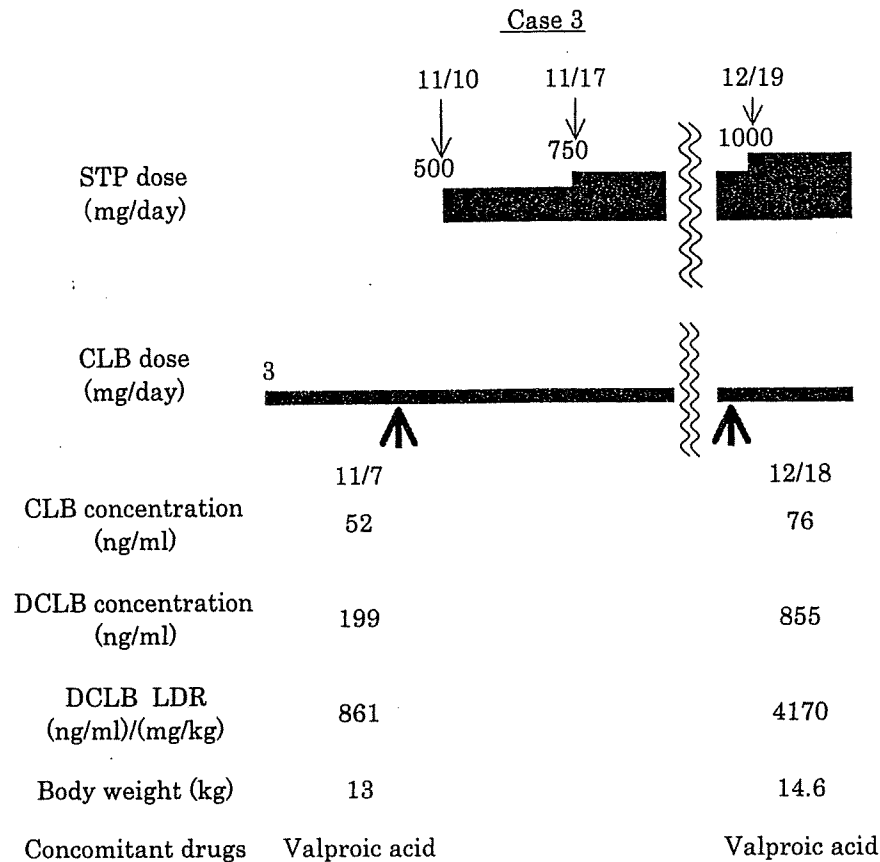 Case 3
11/10 11/17 12/19
500 750 1000
STP dose
(mg/day)
CLB dose
(mg/day)
3
11/7 12/18
CLB concentration
(ng/ml)
52 76
DCLB concentration
(ng/ml)
199 855
DCLB LDR
(ng/ml)/(mg/kg)
861 4170
Body weight (kg) 13 14.6
Concomitant drugs Valproic acid Valproic acid